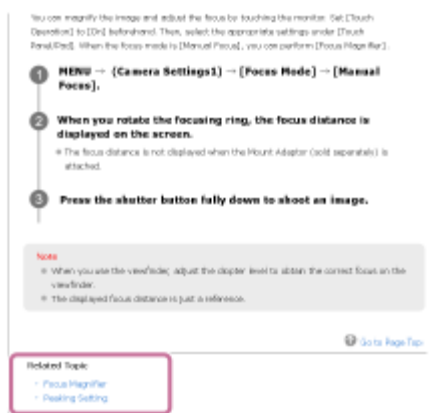 You can magnify the image and adjust the focus by touching the monitor. Set [Touch
Operation] to [On] beforehand. Then, select the appropriate settings under [Touch
Panel/Pad]. When the focus mode is [Manual Focus], you can perform [Focus Magnifier].
1 MENU → (Camera Settings1) → [Focus Mode] → [Manual
Focus].
2 When you rotate the focusing ring, the focus distance is
displayed on the screen.
The focus distance is not displayed when the Mount Adaptor (sold separately) is
attached.
3 Press the shutter button fully down to shoot an image.
Note
When you use the viewfinder, adjust the diopter level to obtain the correct focus on the
viewfinder.
The displayed focus distance is just a reference.
Go to Page Top
Related Topic
Focus Magnifier
Peaking Setting